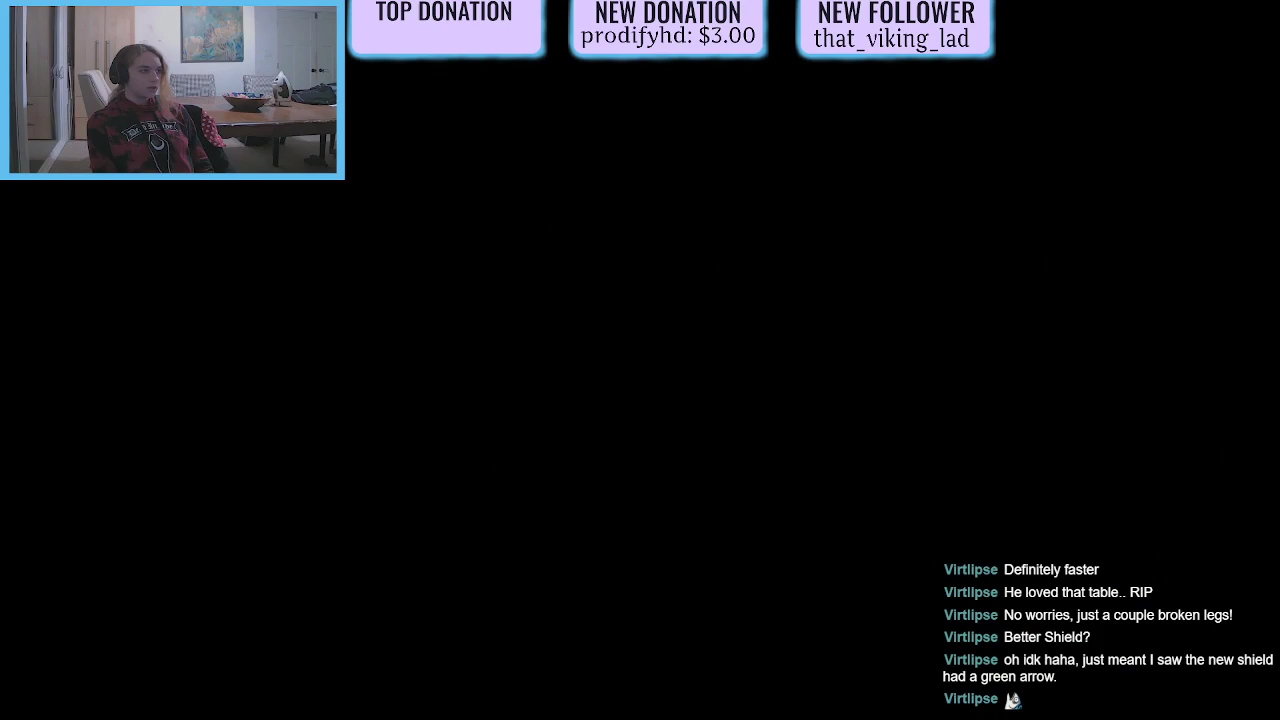 TOP DONATION
NEW DONATION
prodifyhd: $3.00
NEW FOLLOWER
that_viking_lad
Virtlipse Definitely faster
Virtlipse He loved that table.. RIP
Virtlipse No worries, just a couple broken legs!
Virtlipse Better Shield?
Virtlipse oh idk haha, just meant I saw the new shield
had a green arrow.
Virtlipse